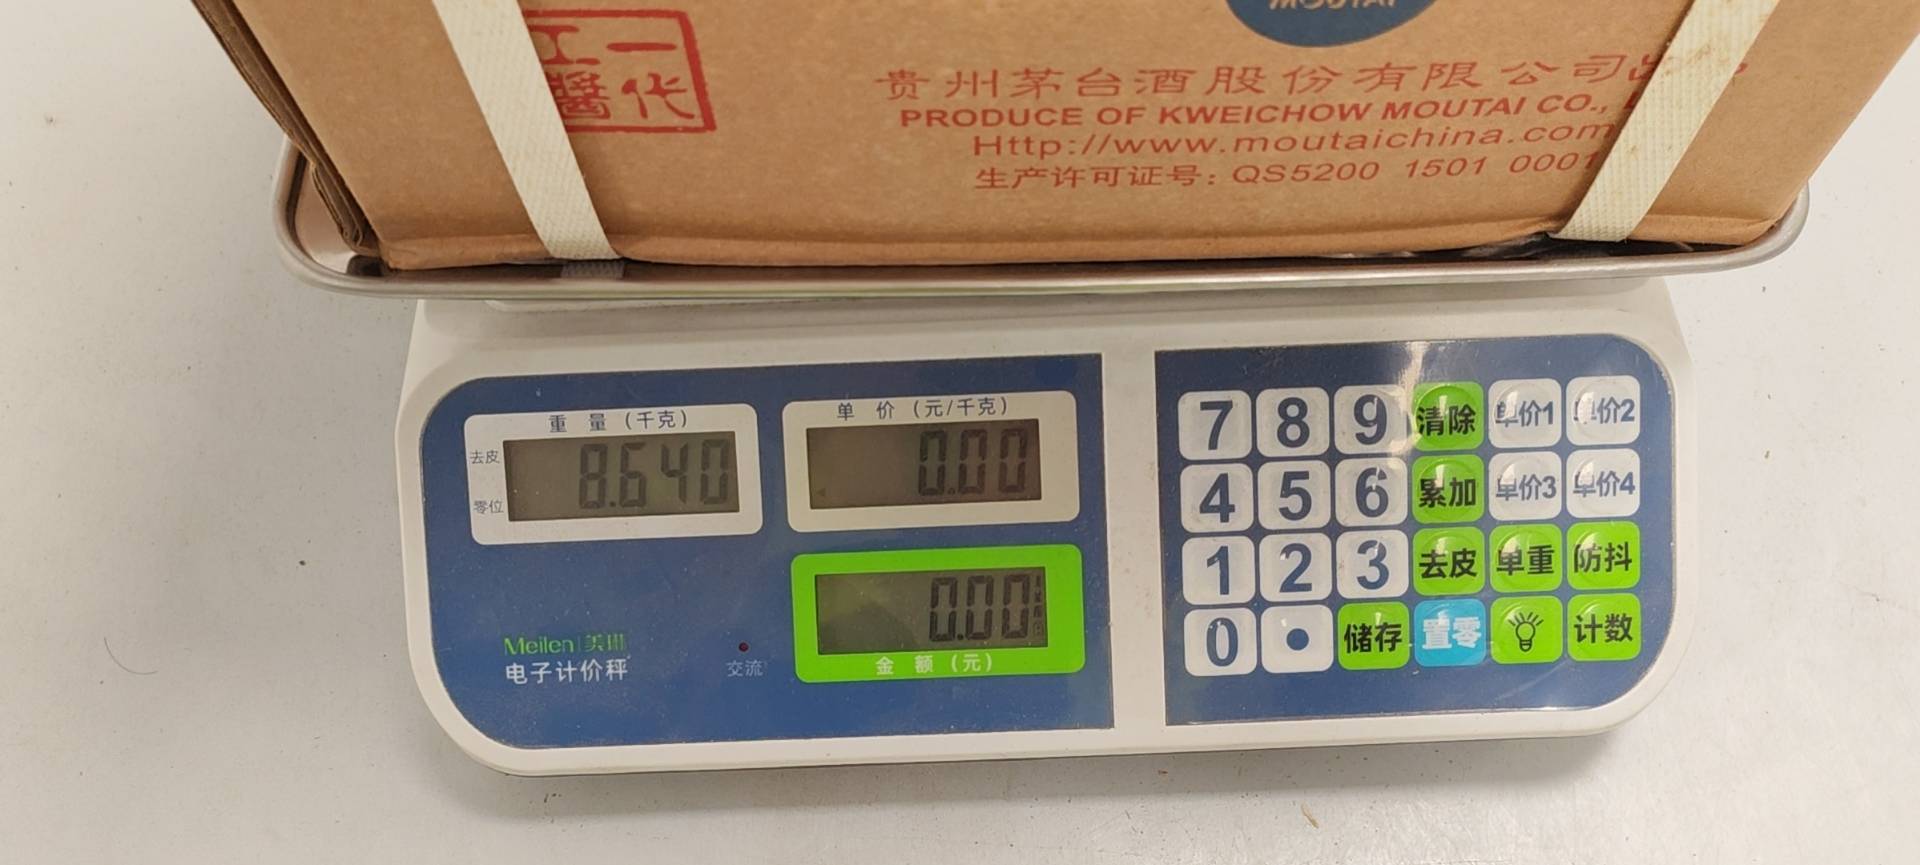 MOUTAI
工一
醬代
贵州茅台酒股份有限公司出
PRODUCE OF KWEICHOW MOUTAI CO.,
Http://www.moutaichina.com
生产许可证号：QS5200 1501 0001
重量（千克）
去皮
零位
8.640
单价（元/千克）
0.00
0.00
金额（元）
Meilen 美琳
电子计价秤
交流
7 8 9 清除 单价1 单价2
4 5 6 累加 单价3 单价4
1 2 3 去皮 单重 防抖
0 • 储存 置零 计数